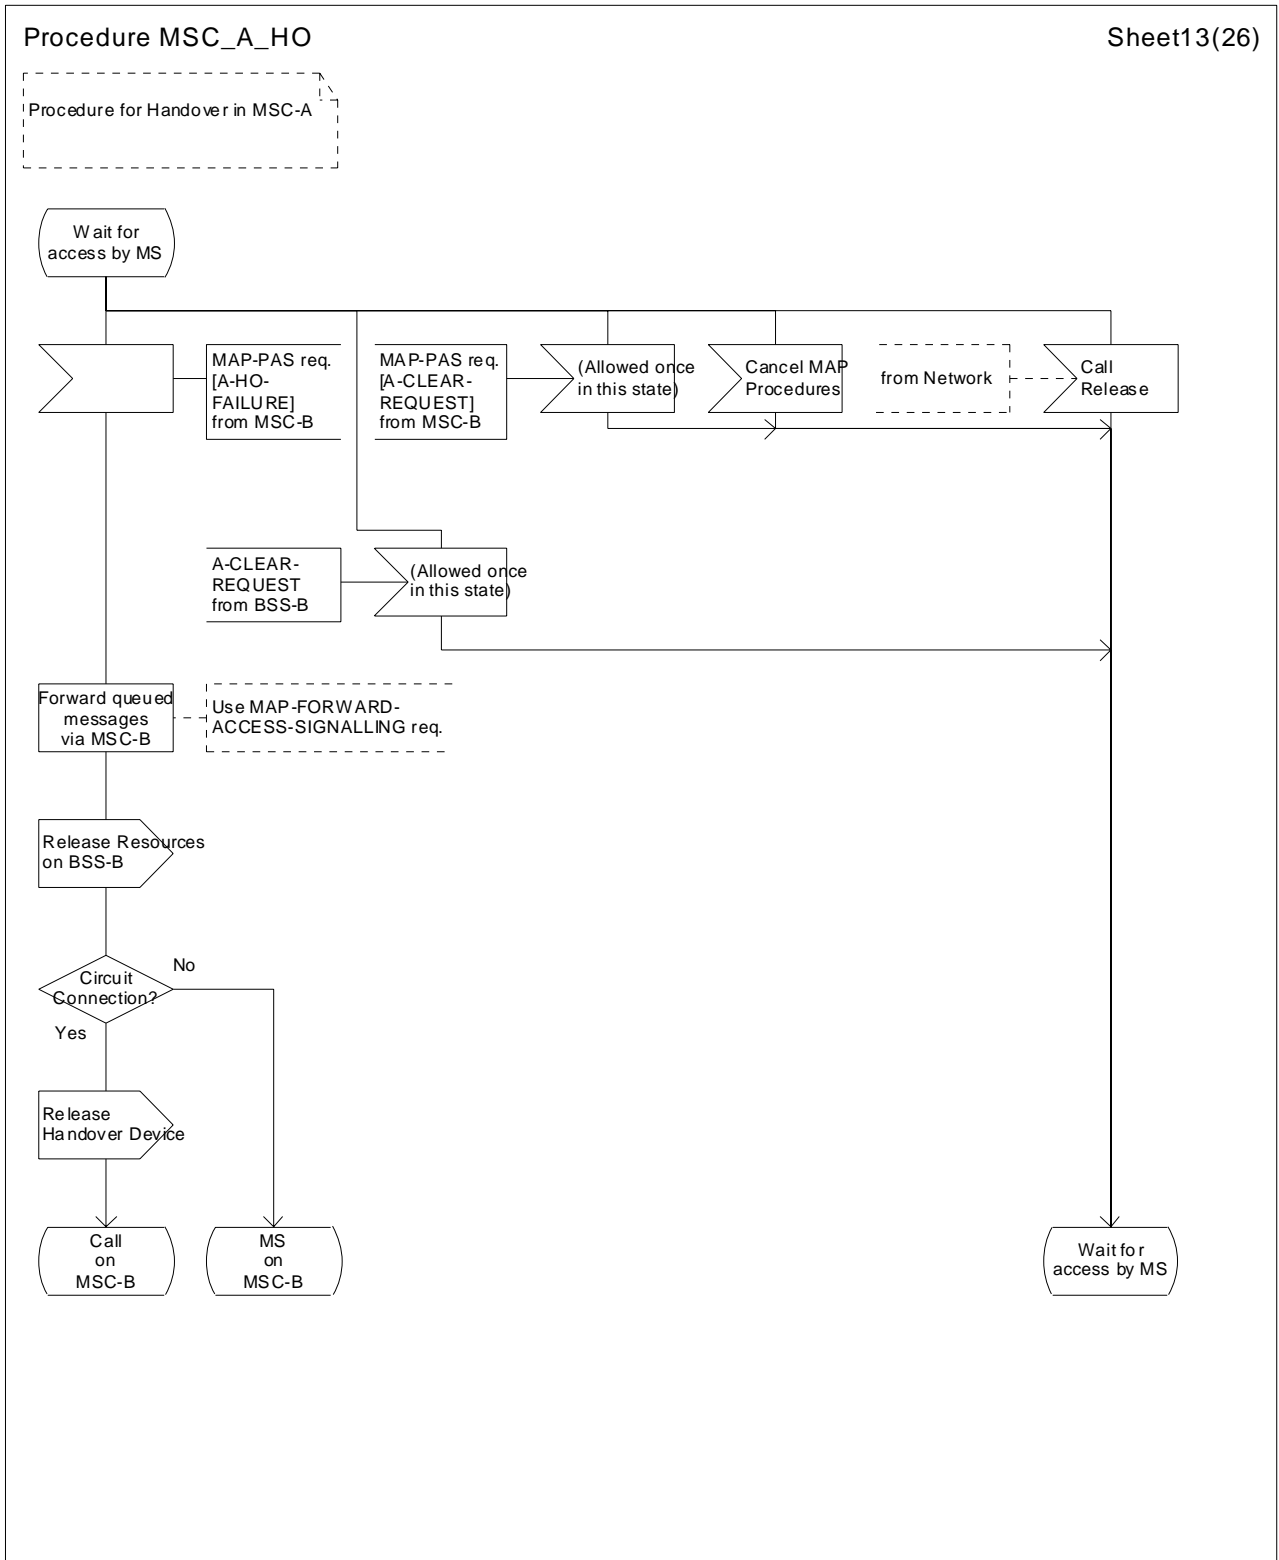 Procedure MSC_A_HO
Sheet13(26)
Procedure for Handover in MSC-A
Wait for
access by MS
MAP-PAS req.
[A-HO-
FAILURE]
from MSC-B
MAP-PAS req.
[A-CLEAR-
REQUEST]
from MSC-B
(Allowed once
in this state)
Cancel MAP
Procedures
from Network
Call
Release
A-CLEAR-
REQUEST
from BSS-B
(Allowed once
in this state)
Forward queued
messages
via MSC-B
Use MAP-FORWARD-
ACCESS-SIGNALLING req.
Release Resources
on BSS-B
Circuit
Connection?
No
Yes
Release
Handover Device
Call
on
MSC-B
MS
on
MSC-B
Wait for
access by MS